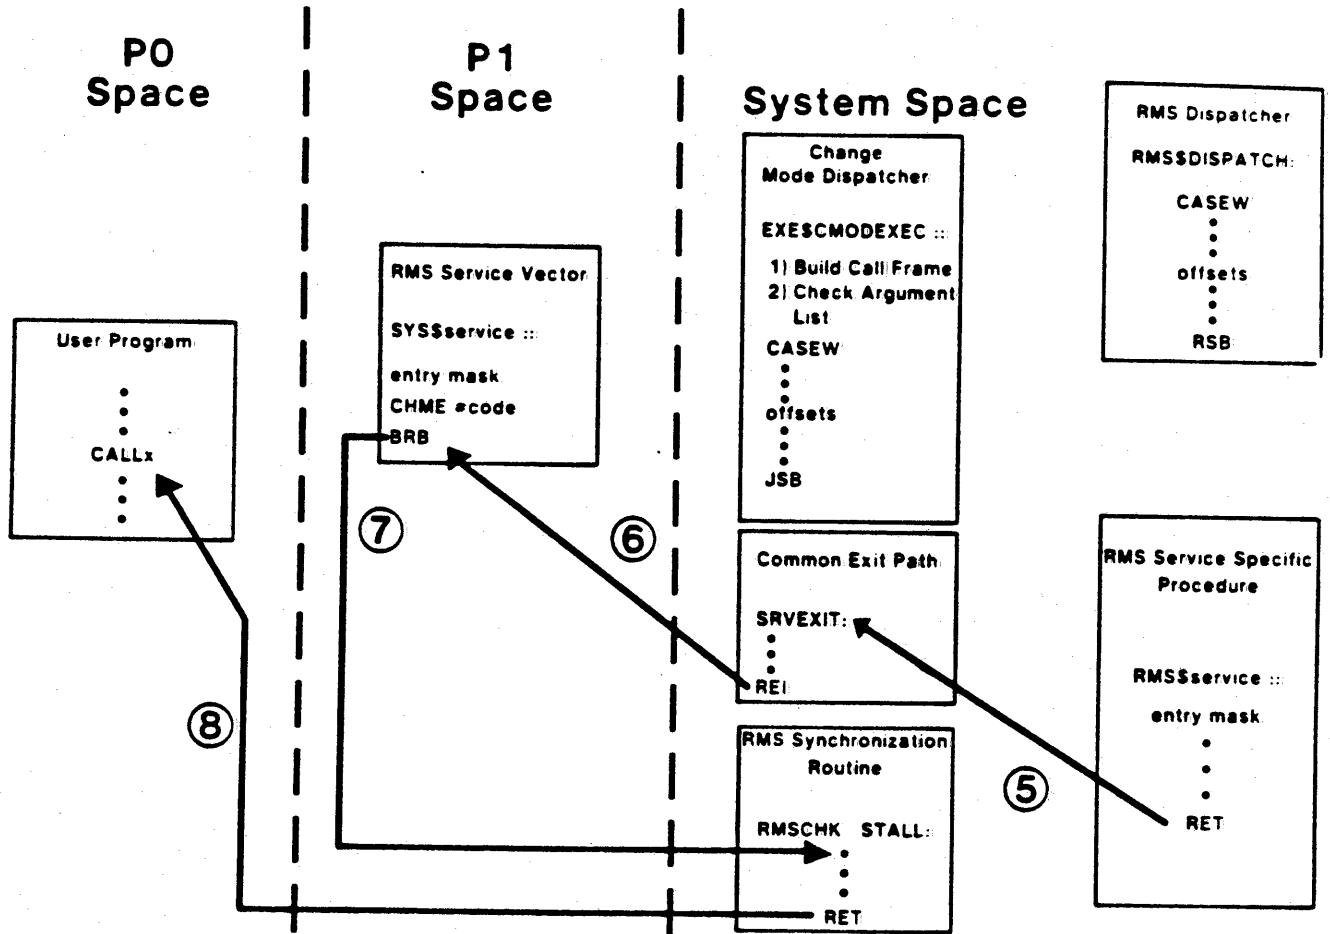 P0
Space
P1
Space
System Space
User Program
CALLx
RMS Service Vector
SYS$service ::
entry mask
CHME #code
BRB
Change
Mode Dispatcher
EXE$CMODEXEC ::
1) Build Call Frame
2) Check Argument
List
CASEW
offsets
JSB
Common Exit Path
SRVEXIT:
REI
RMS Synchronization
Routine
RMSCHK STALL:
RET
RMS Dispatcher
RMS$DISPATCH:
CASEW
offsets
RSB
RMS Service Specific
Procedure
RMS$service ::
entry mask
RET
5
6
7
8